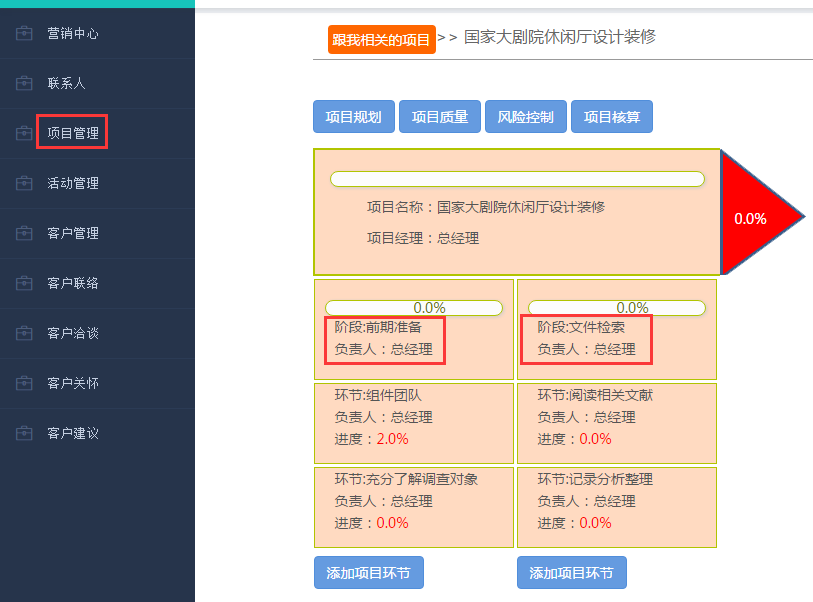 营销中心
联系人
项目管理
活动管理
客户管理
客户联络
客户洽谈
客户关怀
客户建议
跟我相关的项目>> 国家大剧院休闲厅设计装修
项目规划 项目质量 风险控制 项目核算
项目名称：国家大剧院休闲厅设计装修
项目经理：总经理
0.0%
0.0%
阶段:前期准备
负责人：总经理
环节:组件团队
负责人：总经理
进度：2.0%
环节:充分了解调查对象
负责人：总经理
进度：0.0%
添加项目环节
0.0%
阶段:文件检索
负责人：总经理
环节:阅读相关文献
负责人：总经理
进度：0.0%
环节:记录分析整理
负责人：总经理
进度：0.0%
添加项目环节